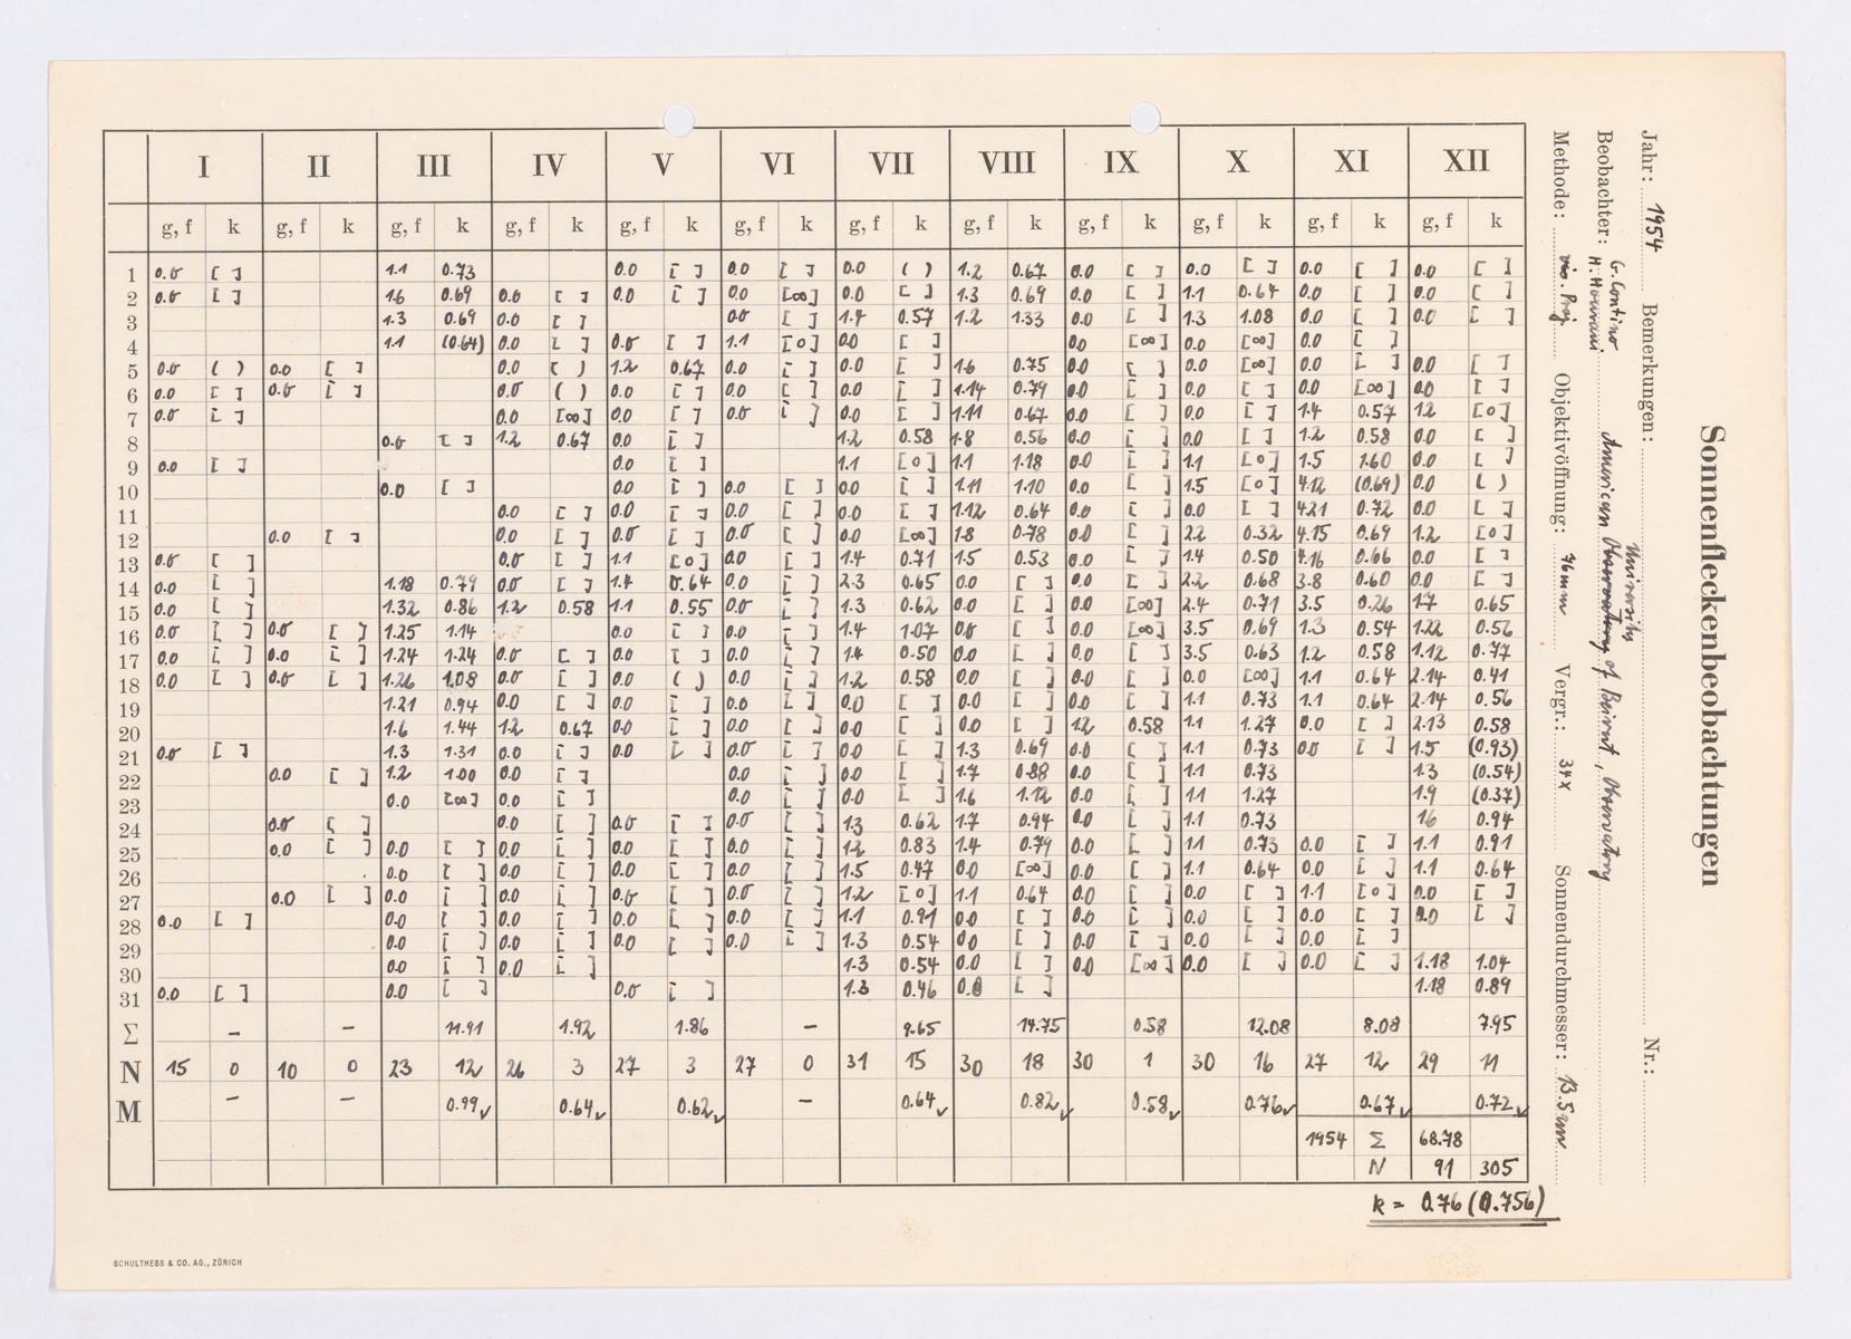 Sonnenfleckenbeobachtungen
Jahr: 1954 Bemerkungen: Nr.:
Beobachter: G. Contino
H. Hourani
American Observatory of Beirut, Observatory
University
Methode: vis. Proj. Objektivöffnung: 76mm Vergr.: 34x Sonnendurchmesser: 13.5 cm
I II III IV V VI VII VIII IX X XI XII
g, f k g, f k g, f k g, f k g, f k g, f k g, f k g, f k g, f k g, f k g, f k g, f k
1 0.0 [ ] 1.1 0.73 0.0 [ ] 0.0 [ ] 0.0 ( ) 1.2 0.67 0.0 [ ] 0.0 [ ] 0.0 [ ] 0.0 [ ]
2 0.0 [ ] 1.6 0.69 0.0 [ ] 0.0 [ ] 0.0 [∞] 0.0 [ ] 1.3 0.69 0.0 [ ] 1.1 0.64 0.0 [ ] 0.0 [ ]
3 1.3 0.69 0.0 [ ] 0.0 [ ] 1.4 0.57 1.2 1.33 0.0 [ ] 1.3 1.08 0.0 [ ] 0.0 [ ]
4 1.1 (0.64) 0.0 [ ] 0.0 [ ] 1.1 [0] 0.0 [ ] 0.0 [∞] 0.0 [∞] 0.0 [ ]
5 0.0 ( ) 0.0 [ ] 0.0 ( ) 1.2 0.67 0.0 [ ] 0.0 [ ] 1.6 0.75 0.0 [ ] 0.0 [∞] 0.0 [ ] 0.0 [ ]
6 0.0 [ ] 0.0 [ ] 0.0 ( ) 0.0 [ ] 0.0 [ ] 0.0 [ ] 1.14 0.79 0.0 [ ] 0.0 [ ] 0.0 [∞] 0.0 [ ]
7 0.0 [ ] 0.0 [∞] 0.0 [ ] 0.0 [ ] 0.0 [ ] 1.11 0.67 0.0 [ ] 0.0 [ ] 1.4 0.57 1.2 [0]
8 0.0 [ ] 1.2 0.67 0.0 [ ] 1.2 0.58 1.8 0.56 0.0 [ ] 0.0 [ ] 1.2 0.58 0.0 [ ]
9 0.0 [ ] 0.0 [ ] 1.1 [0] 1.1 1.18 0.0 [ ] 1.1 [0] 1.5 1.60 0.0 [ ]
10 0.0 [ ] 0.0 [ ] 0.0 [ ] 0.0 [ ] 1.11 1.10 0.0 [ ] 1.5 [0] 4.12 (0.69) 0.0 ( )
11 0.0 [ ] 0.0 [ ] 0.0 [ ] 0.0 [ ] 1.12 0.64 0.0 [ ] 0.0 [ ] 4.21 0.72 0.0 [ ]
12 0.0 [ ] 0.0 [ ] 0.0 [ ] 0.0 [ ] 0.0 [∞] 1.8 0.78 0.0 [ ] 2.2 0.32 4.15 0.69 1.2 [0]
13 0.0 [ ] 0.0 [ ] 1.1 [0] 0.0 [ ] 1.4 0.71 1.5 0.53 0.0 [ ] 1.4 0.50 4.16 0.66 0.0 [ ]
14 0.0 [ ] 1.18 0.79 0.0 [ ] 1.4 0.64 0.0 [ ] 2.3 0.65 0.0 [ ] 0.0 [ ] 2.2 0.68 3.8 0.60 0.0 [ ]
15 0.0 [ ] 1.32 0.86 1.2 0.58 1.1 0.55 0.0 [ ] 1.3 0.62 0.0 [ ] 0.0 [∞] 2.4 0.71 3.5 0.26 1.7 0.65
16 0.0 [ ] 0.0 [ ] 1.25 1.14 0.0 [ ] 0.0 [ ] 1.4 1.07 0.0 [ ] 0.0 [∞] 3.5 0.69 1.3 0.54 1.22 0.56
17 0.0 [ ] 0.0 [ ] 1.24 1.24 0.0 [ ] 0.0 [ ] 0.0 [ ] 1.4 0.50 0.0 [ ] 0.0 [ ] 3.5 0.63 1.2 0.58 1.12 0.77
18 0.0 [ ] 0.0 [ ] 1.26 1.08 0.0 [ ] 0.0 ( ) 0.0 [ ] 1.2 0.58 0.0 [ ] 0.0 [ ] 0.0 [∞] 1.1 0.64 2.14 0.41
19 1.21 0.94 0.0 [ ] 0.0 [ ] 0.0 [ ] 0.0 [ ] 0.0 [ ] 0.0 [ ] 1.1 0.73 1.1 0.64 2.14 0.56
20 1.6 1.44 1.2 0.67 0.0 [ ] 0.0 [ ] 0.0 [ ] 0.0 [ ] 1.2 0.58 1.1 1.27 0.0 [ ] 2.13 0.58
21 0.0 [ ] 1.3 1.31 0.0 [ ] 0.0 [ ] 0.0 [ ] 0.0 [ ] 1.3 0.69 0.0 [ ] 1.1 0.73 0.0 [ ] 1.5 (0.93)
22 0.0 [ ] 1.2 1.00 0.0 [ ] 0.0 [ ] 0.0 [ ] 1.7 0.88 0.0 [ ] 1.1 0.73 1.3 (0.54)
23 0.0 [∞] 0.0 [ ] 0.0 [ ] 0.0 [ ] 1.6 1.12 0.0 [ ] 1.1 1.27 1.9 (0.37)
24 0.0 [ ] 0.0 [ ] 0.0 [ ] 0.0 [ ] 1.3 0.62 1.7 0.94 0.0 [ ] 1.1 0.73 1.6 0.94
25 0.0 [ ] 0.0 [ ] 0.0 [ ] 0.0 [ ] 0.0 [ ] 1.2 0.83 1.4 0.79 0.0 [ ] 1.1 0.73 0.0 [ ] 1.1 0.91
26 0.0 [ ] 0.0 [ ] 0.0 [ ] 0.0 [ ] 1.5 0.47 0.0 [∞] 0.0 [ ] 1.1 0.64 0.0 [ ] 1.1 0.64
27 0.0 [ ] 0.0 [ ] 0.0 [ ] 0.0 [ ] 0.0 [ ] 1.2 [0] 1.1 0.64 0.0 [ ] 0.0 [ ] 1.1 [0] 0.0 [ ]
28 0.0 [ ] 0.0 [ ] 0.0 [ ] 0.0 [ ] 0.0 [ ] 1.1 0.91 0.0 [ ] 0.0 [ ] 0.0 [ ] 0.0 [ ] 0.0 [ ]
29 0.0 [ ] 0.0 [ ] 0.0 [ ] 0.0 [ ] 1.3 0.54 0.0 [ ] 0.0 [ ] 0.0 [ ] 0.0 [ ]
30 0.0 [ ] 0.0 [ ] 1.3 0.54 0.0 [ ] 0.0 [∞] 0.0 [ ] 0.0 [ ] 1.18 1.04
31 0.0 [ ] 0.0 [ ] 0.0 [ ] 1.3 0.46 0.0 [ ] 1.18 0.89
Σ – – 11.91 1.92 1.86 – 9.65 14.75 0.58 12.08 8.08 7.95
N 15 0 10 0 23 12 26 3 27 3 27 0 31 15 30 18 30 1 30 16 27 12 29 11
M – – 0.99✓ 0.64✓ 0.62✓ – 0.64✓ 0.82✓ 0.58✓ 0.76✓ 0.67✓ 0.72✓
1954 Σ 68.78
N 91 305
k = 0.76 (0.756)
SCHULTHESS & CO. AG., ZÜRICH